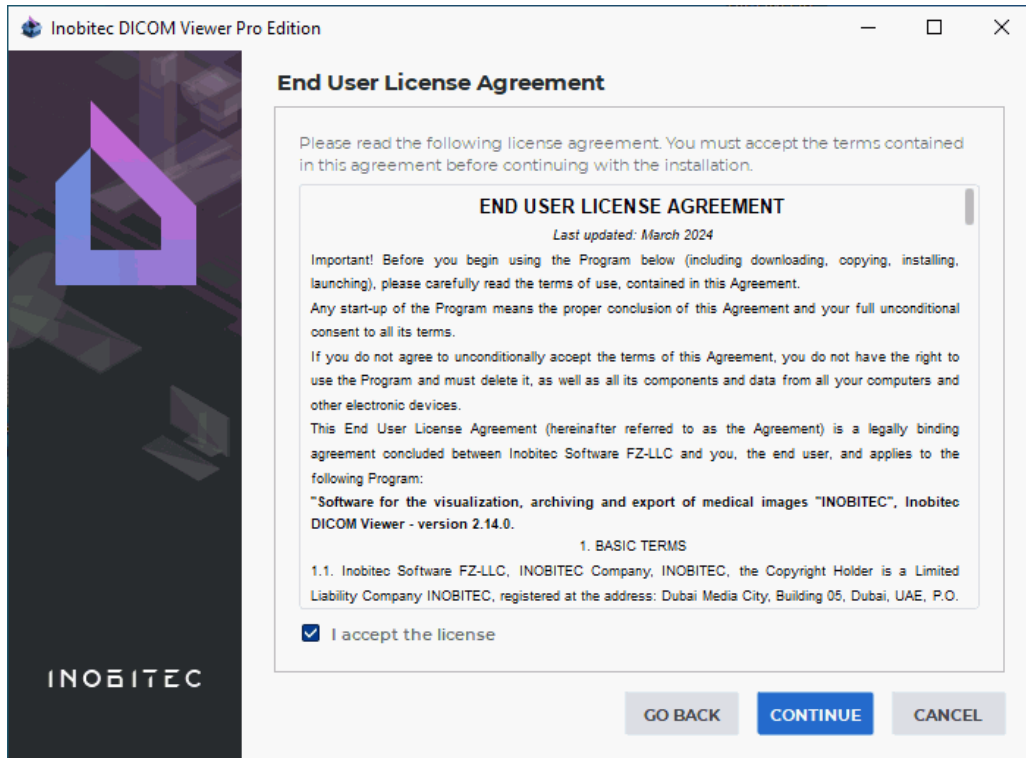 Inobitec DICOM Viewer Pro Edition
End User License Agreement
Please read the following license agreement. You must accept the terms contained
in this agreement before continuing with the installation.
END USER LICENSE AGREEMENT
Last updated: March 2024
Important! Before you begin using the Program below (including downloading, copying, installing,
launching), please carefully read the terms of use, contained in this Agreement.
Any start-up of the Program means the proper conclusion of this Agreement and your full unconditional
consent to all its terms.
If you do not agree to unconditionally accept the terms of this Agreement, you do not have the right to
use the Program and must delete it, as well as all its components and data from all your computers and
other electronic devices.
This End User License Agreement (hereinafter referred to as the Agreement) is a legally binding
agreement concluded between Inobitec Software FZ-LLC and you, the end user, and applies to the
following Program:
"Software for the visualization, archiving and export of medical images "INOBITEC", Inobitec
DICOM Viewer - version 2.14.0.
1. BASIC TERMS
1.1. Inobitec Software FZ-LLC, INOBITEC Company, INOBITEC, the Copyright Holder is a Limited
Liability Company INOBITEC, registered at the address: Dubai Media City, Building 05, Dubai, UAE, P.O.
I accept the license
INOBITEC
GO BACK
CONTINUE
CANCEL